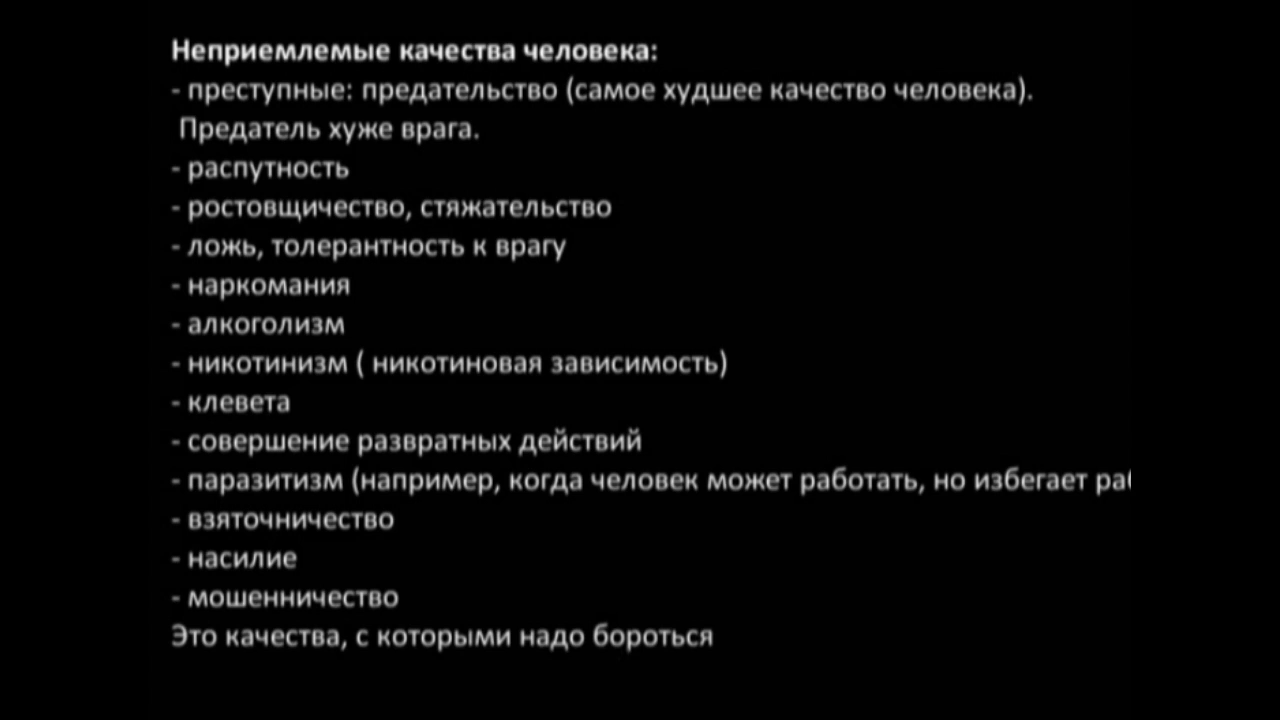 Неприемлемые качества человека:
- преступные: предательство (самое худшее качество человека).
Предатель хуже врага.
- распутность
- ростовщичество, стяжательство
- ложь, толерантность к врагу
- наркомания
- алкоголизм
- никотинизм ( никотиновая зависимость)
- клевета
- совершение развратных действий
- паразитизм (например, когда человек может работать, но избегает
- взяточничество
- насилие
- мошенничество
Это качества, с которыми надо бороться